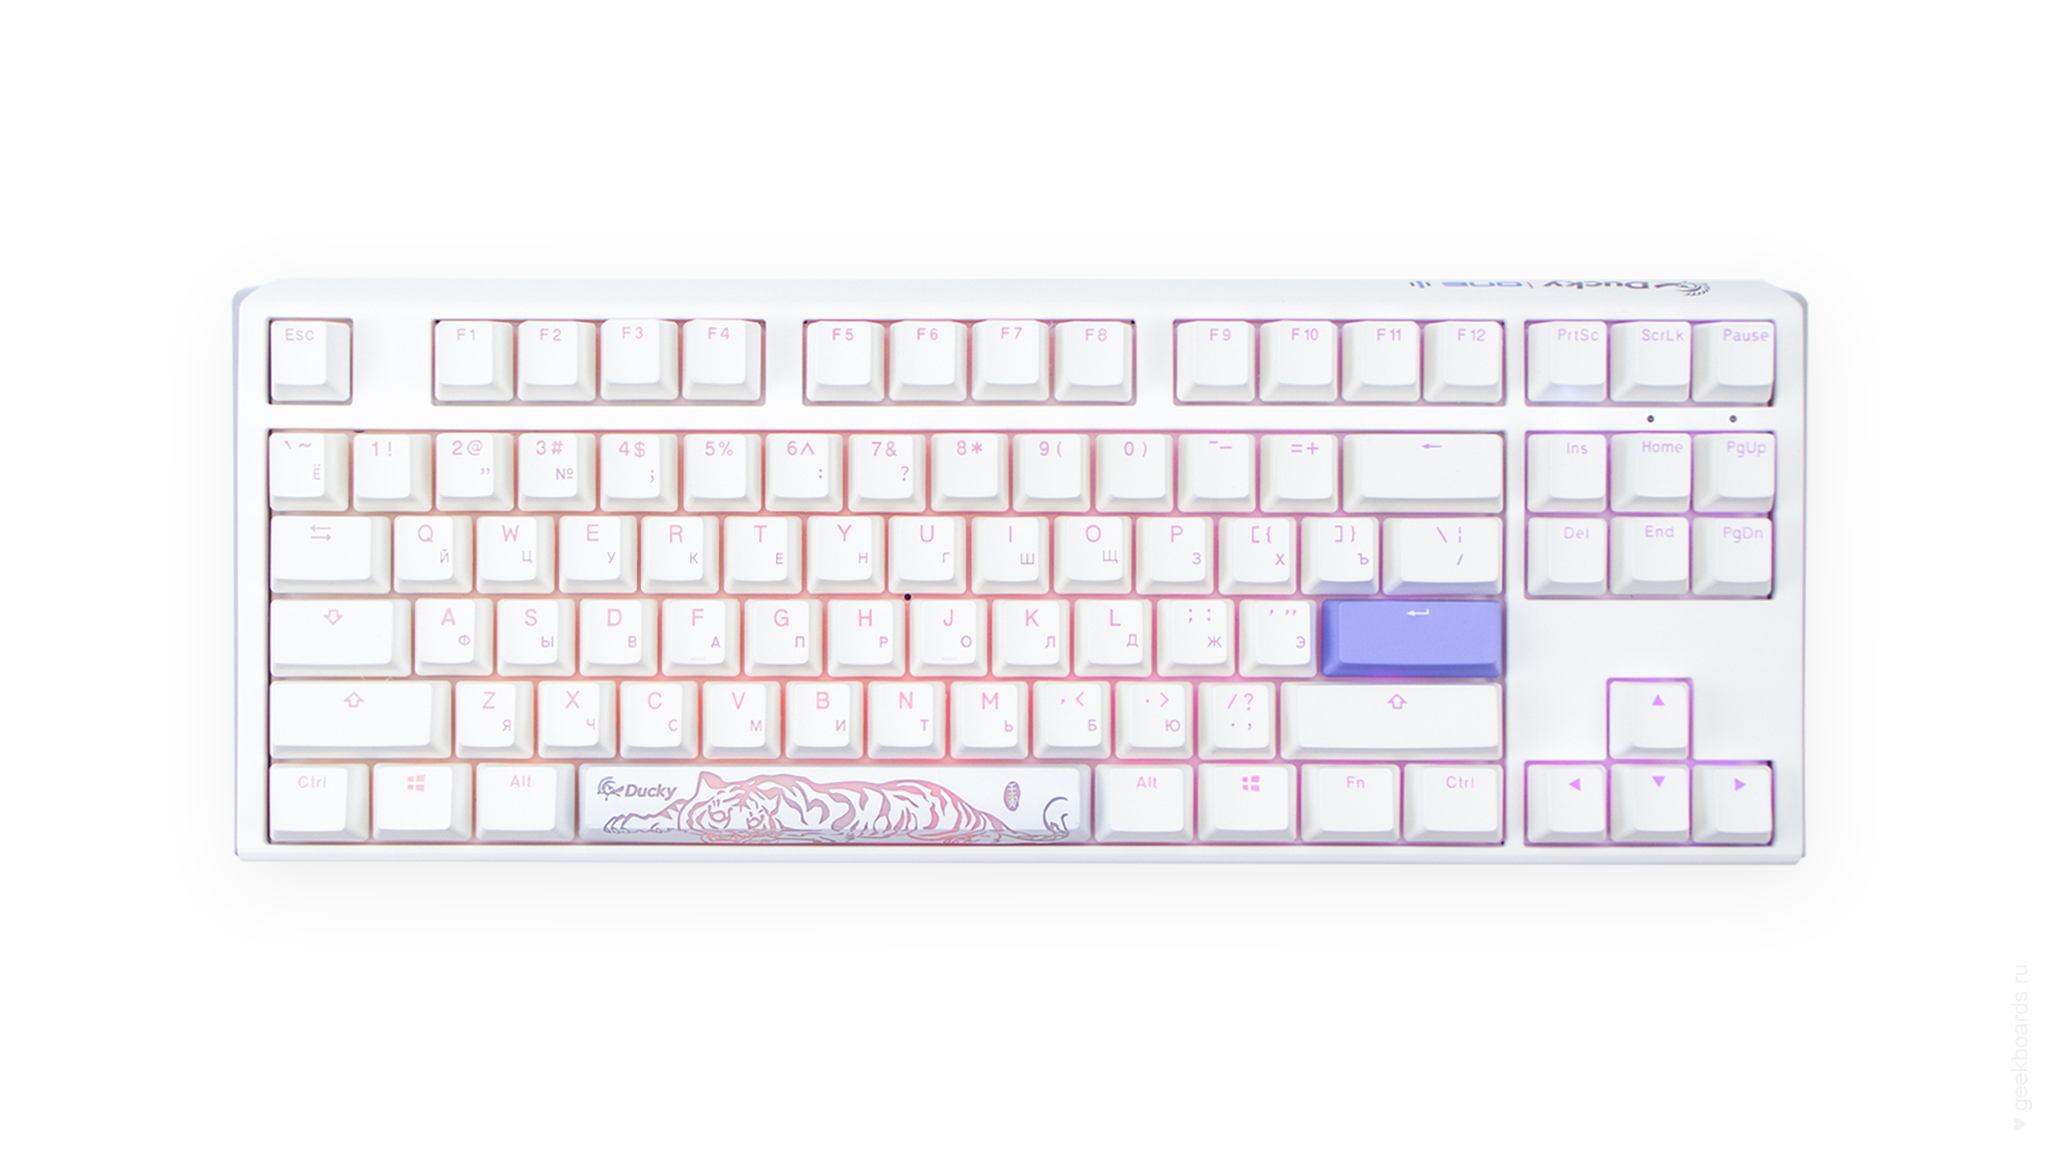 Ducky one
Esc F1 F2 F3 F4 F5 F6 F7 F8 F9 F10 F11 F12 PrtSc ScrLk Pause
` ~ Ё 1! 2@ " 3# № 4$ ; 5% 6^ : 7& ? 8* 9( 0) -_ =+ ← Ins Home PgUp
Q Й W Ц E У R К T Е Y Н U Г I Ш O Щ P З [{ Х ]} Ъ \ ¦ / Del End PgDn
A Ф S Ы D В F А G П H Р J О K Л L Д ; : Ж ' " Э
Z Я X Ч C С V М B И N Т M Ь , < Б . > Ю / ? . ,
Ctrl Alt Ducky Alt Fn Ctrl
♥ geekboards.ru